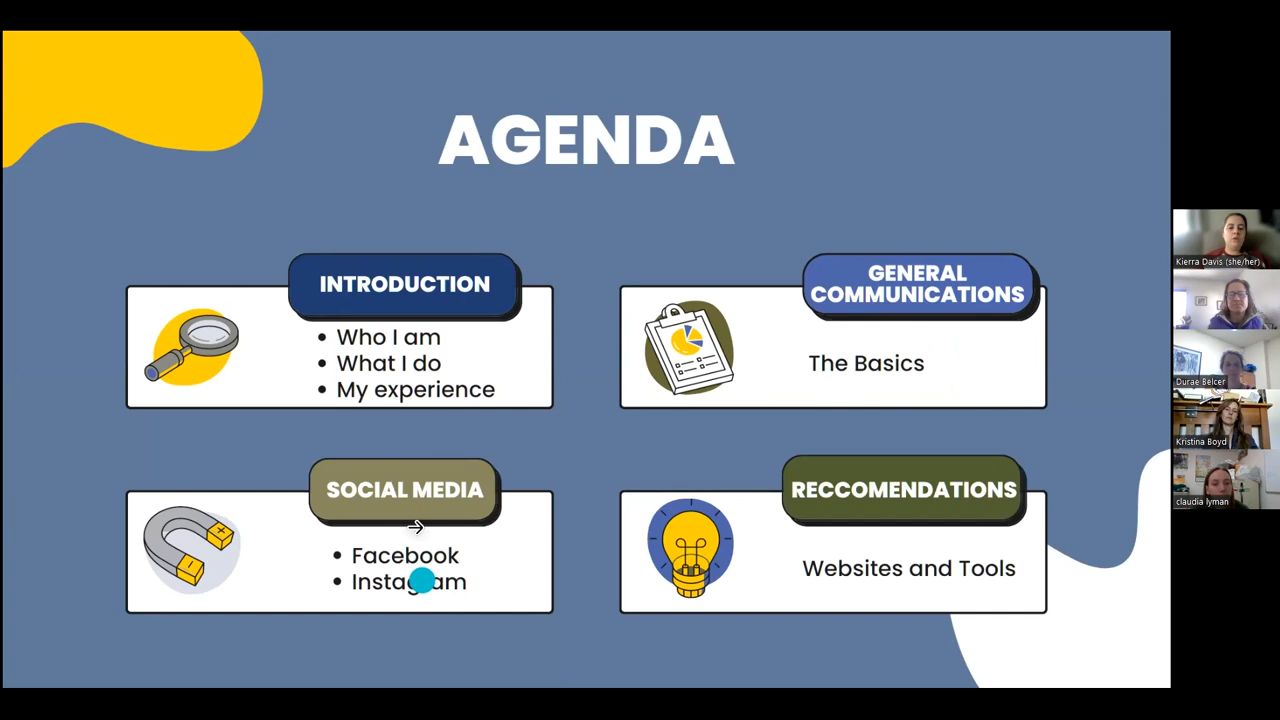 AGENDA
INTRODUCTION
• Who I am
• What I do
• My experience
GENERAL
COMMUNICATIONS
The Basics
SOCIAL MEDIA
• Facebook
• Instagram
RECCOMENDATIONS
Websites and Tools
Kierra Davis (she/her)
Durae Belcer
Kristina Boyd
claudia lyman